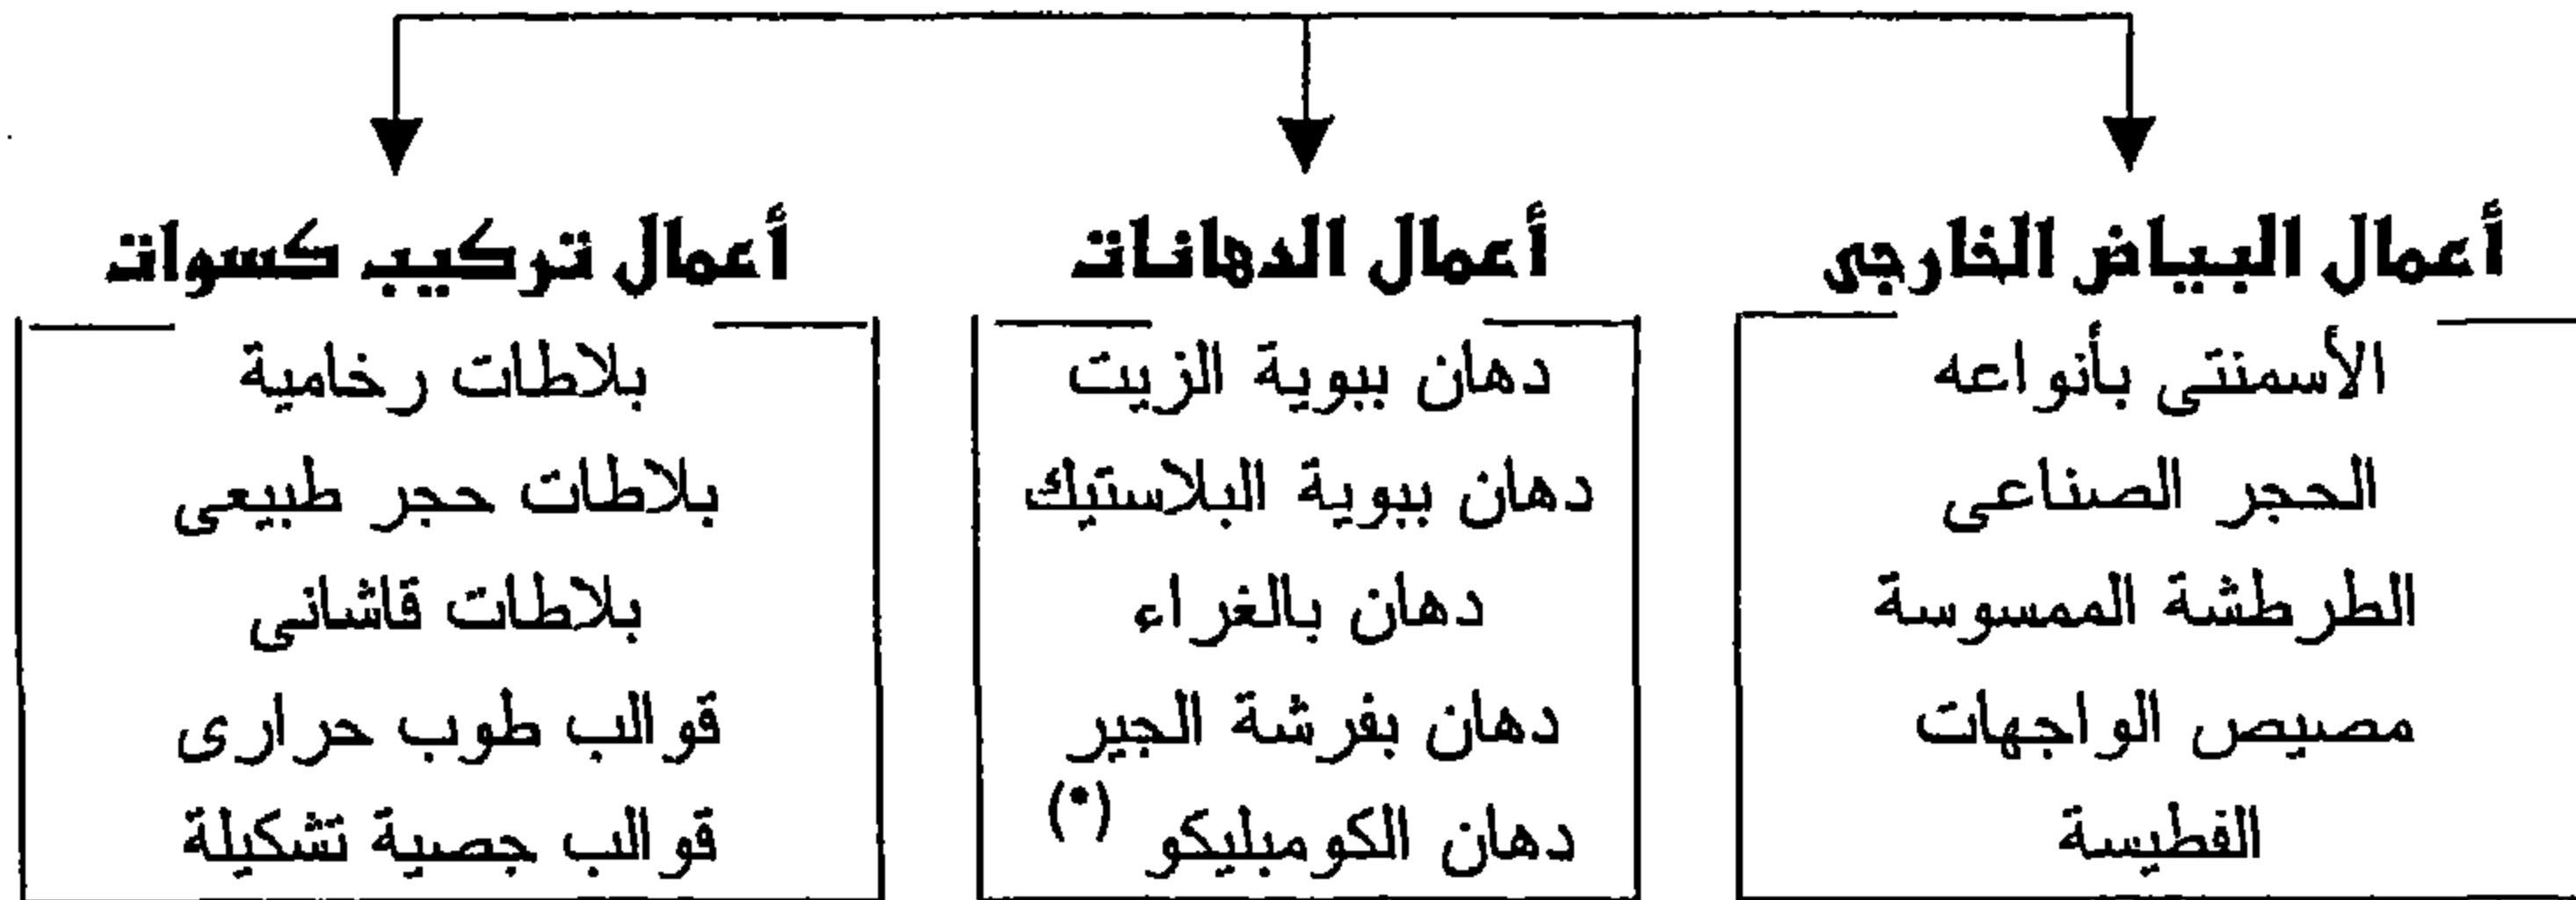 أعمال البياض الخارجى
الأسمنتى بأنواعه
الحجر الصناعى
الطرطشة الممسوسة
مصيص الواجهات
الفطيسة
أعمال الدهانات
دهان ببوية الزيت
دهان ببوية البلاستيك
دهان بالغراء
دهان بفرشة الجير
دهان الكومبليكو (*)
أعمال تركيب كسوات
بلاطات رخامية
بلاطات حجر طبيعى
بلاطات قاشانى
قوالب طوب حرارى
قوالب جصية تشكيلة